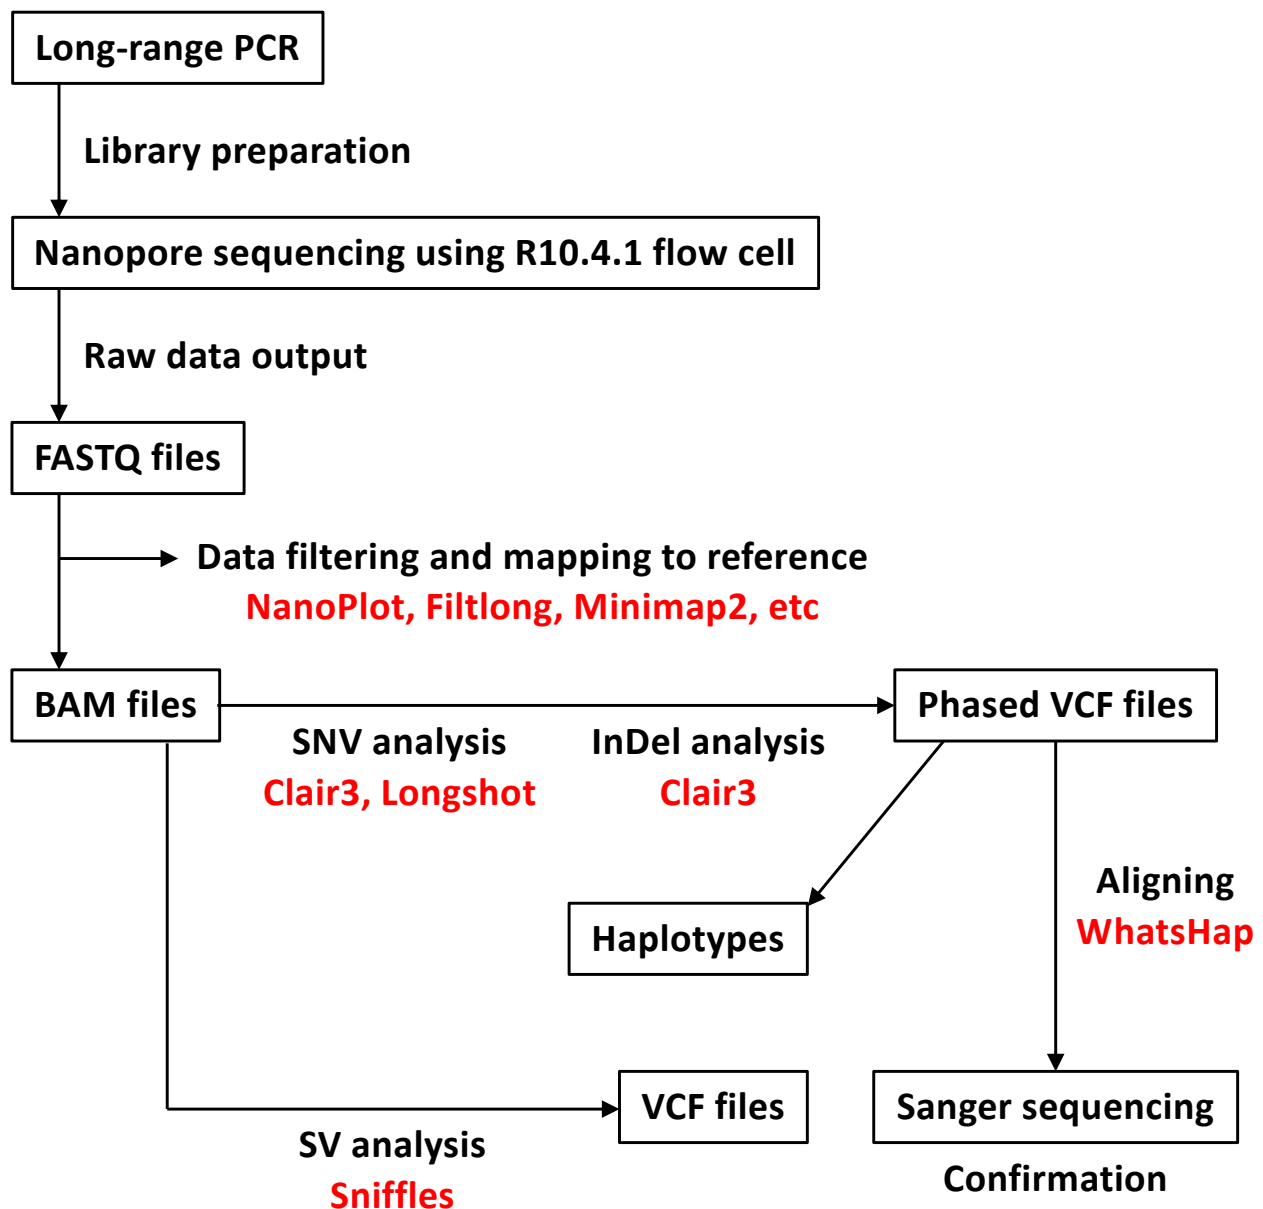 Long-range PCR
Library preparation
Nanopore sequencing using R10.4.1 flow cell
Raw data output
FASTQ files
Data filtering and mapping to reference
NanoPlot, Filtlong, Minimap2, etc
BAM files
Phased VCF files
SNV analysis
InDel analysis
Clair3, Longshot
Clair3
Aligning
WhatsHap
Haplotypes
VCF files
Sanger sequencing
SV analysis
Sniffles
Confirmation